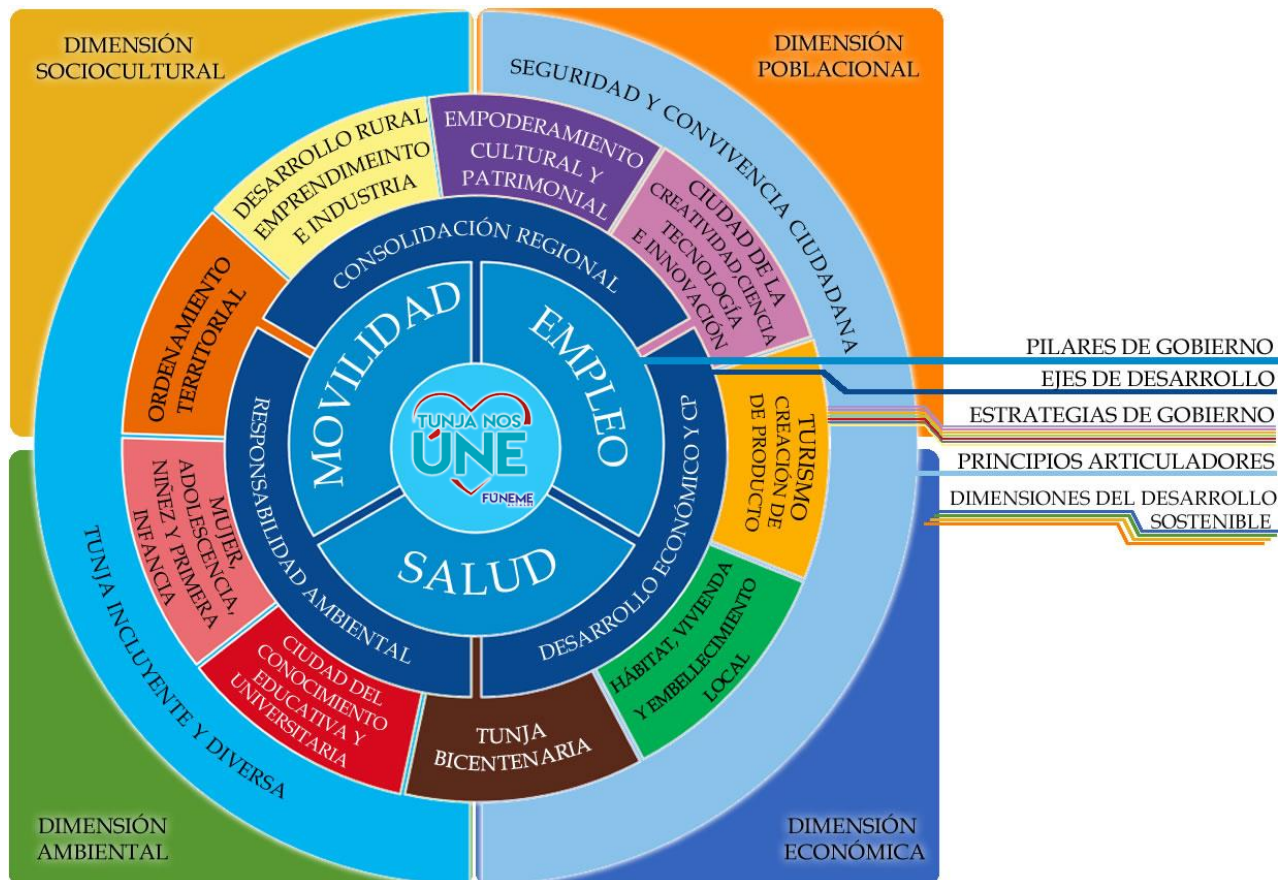 DIMENSIÓN
SOCIOCULTURAL
DIMENSIÓN
POBLACIONAL
SEGURIDAD Y CONVIVENCIA CIUDADANA
DESARROLLO RURAL
EMPRENDIMEINTO
E INDUSTRIA
EMPODERAMIENTO
CULTURAL Y
PATRIMONIAL
CIUDAD DE LA
CREATIVIDAD,CIENCIA
TECNOLOGÍA
E INNOVACIÓN
CONSOLIDACIÓN REGIONAL
ORDENAMIENTO
TERRITORIAL
MOVILIDAD
EMPLEO
SALUD
TUNJA NOS
ÚNE
FÚNEME
RESPONSABILIDAD AMBIENTAL
DESARROLLO ECONÓMICO Y CP
TURISMO
CREACIÓN DE
DE PRODUCTO
MUJER,
ADOLESCENCIA,
NIÑEZ Y PRIMERA
INFANCIA
HÁBITAT, VIVIENDA
Y EMBELLECIMIENTO
LOCAL
CIUDAD DEL
CONOCIMIENTO
EDUCATIVA Y
UNIVERSITARIA
TUNJA
BICENTENARIA
TUNJA INCLUYENTE Y DIVERSA
PILARES DE GOBIERNO
EJES DE DESARROLLO
ESTRATEGIAS DE GOBIERNO
PRINCIPIOS ARTICULADORES
DIMENSIONES DEL DESARROLLO
SOSTENIBLE
DIMENSIÓN
AMBIENTAL
DIMENSIÓN
ECONÓMICA